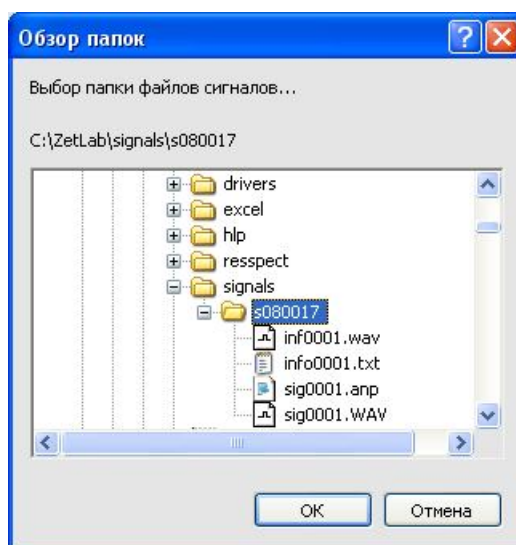 Обзор папок
Выбор папки файлов сигналов...
C:\ZetLab\signals\s080017
drivers
excel
hlp
resspect
signals
s080017
inf0001.wav
info0001.txt
sig0001.anp
sig0001.WAV
ОК
Отмена